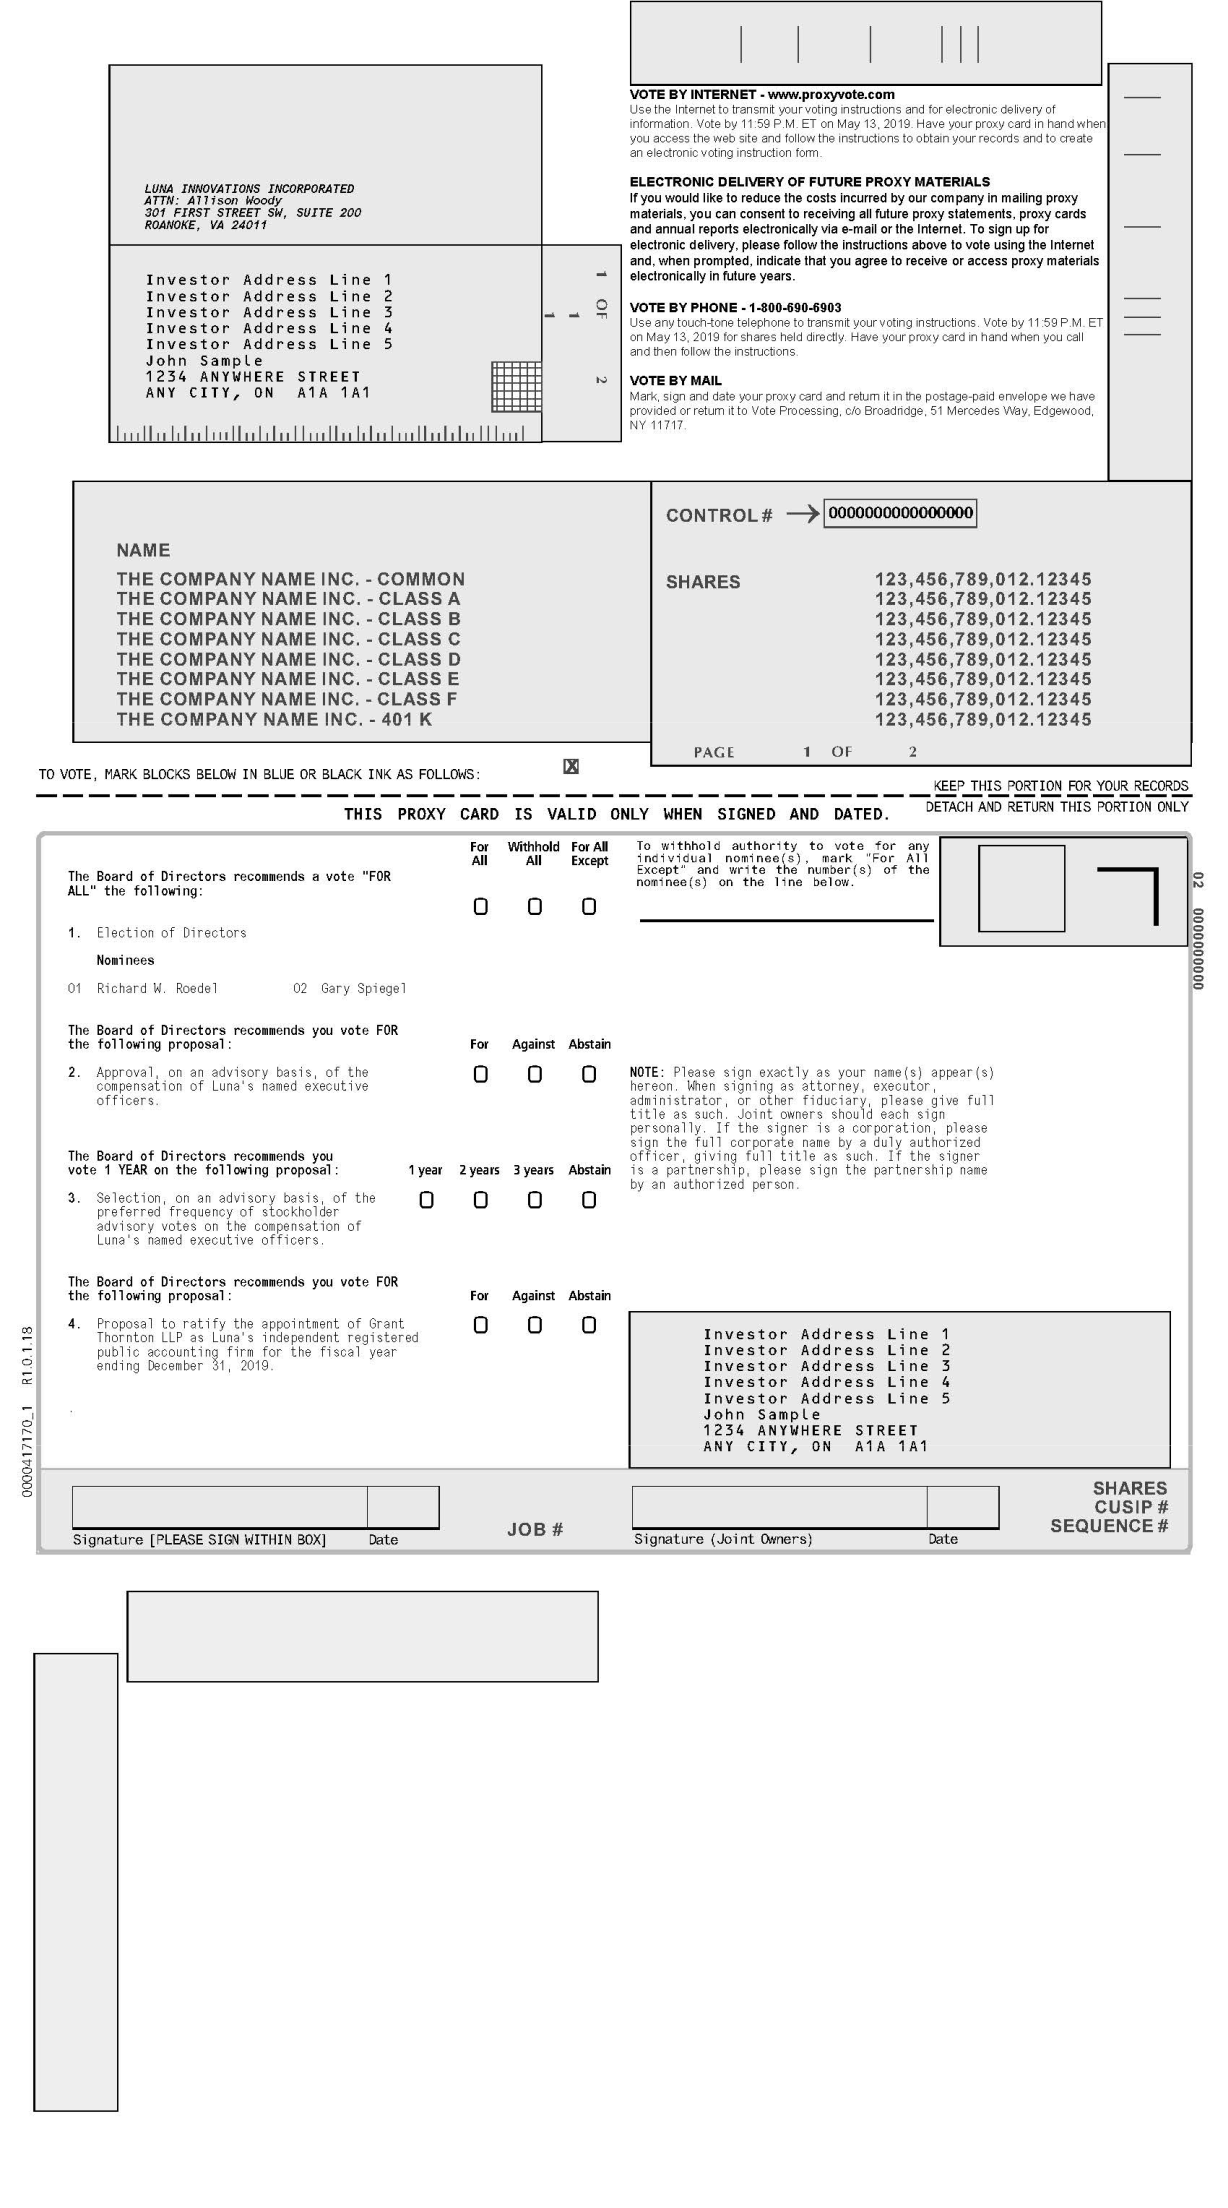 VOTE BY INTERNET - www.proxyvote.com
Use the Internet to transmit your voting instructions and for electronic delivery of
information. Vote by 11:59 P.M. ET on May 13, 2019. Have your proxy card in hand when
you access the web site and follow the instructions to obtain your records and to create
an electronic voting instruction form.
ELECTRONIC DELIVERY OF FUTURE PROXY MATERIALS
If you would like to reduce the costs incurred by our company in mailing proxy
materials, you can consent to receiving all future proxy statements, proxy cards
and annual reports electronically via e-mail or the Internet. To sign up for
electronic delivery, please follow the instructions above to vote using the Internet
and, when prompted, indicate that you agree to receive or access proxy materials
electronically in future years.
VOTE BY PHONE - 1-800-690-6903
Use any touch-tone telephone to transmit your voting instructions. Vote by 11:59 P.M. ET
on May 13, 2019 for shares held directly. Have your proxy card in hand when you call
and then follow the instructions.
VOTE BY MAIL
Mark, sign and date your proxy card and return it in the postage-paid envelope we have
provided or return it to Vote Processing, c/o Broadridge, 51 Mercedes Way, Edgewood,
NY 11717.
LUNA INNOVATIONS INCORPORATED
ATTN: Allison Woody
301 FIRST STREET SW, SUITE 200
ROANOKE, VA 24011
Investor Address Line 1
Investor Address Line 2
Investor Address Line 3
Investor Address Line 4
Investor Address Line 5
John Sample
1234 ANYWHERE STREET
ANY CITY, ON A1A 1A1
1 OF 2
1 1
NAME
THE COMPANY NAME INC. - COMMON
THE COMPANY NAME INC. - CLASS A
THE COMPANY NAME INC. - CLASS B
THE COMPANY NAME INC. - CLASS C
THE COMPANY NAME INC. - CLASS D
THE COMPANY NAME INC. - CLASS E
THE COMPANY NAME INC. - CLASS F
THE COMPANY NAME INC. - 401 K
CONTROL # → 0000000000000000
SHARES 123,456,789,012.12345
123,456,789,012.12345
123,456,789,012.12345
123,456,789,012.12345
123,456,789,012.12345
123,456,789,012.12345
123,456,789,012.12345
123,456,789,012.12345
PAGE 1 OF 2
TO VOTE, MARK BLOCKS BELOW IN BLUE OR BLACK INK AS FOLLOWS: X
KEEP THIS PORTION FOR YOUR RECORDS
DETACH AND RETURN THIS PORTION ONLY
THIS PROXY CARD IS VALID ONLY WHEN SIGNED AND DATED.
The Board of Directors recommends a vote "FOR
ALL" the following:
For All Withhold All For All Except
To withhold authority to vote for any
individual nominee(s), mark "For All
Except" and write the number(s) of the
nominee(s) on the line below.
1. Election of Directors
Nominees
01 Richard W. Roedel 02 Gary Spiegel
The Board of Directors recommends you vote FOR
the following proposal: For Against Abstain
2. Approval, on an advisory basis, of the
compensation of Luna's named executive
officers.
The Board of Directors recommends you
vote 1 YEAR on the following proposal: 1 year 2 years 3 years Abstain
3. Selection, on an advisory basis, of the
preferred frequency of stockholder
advisory votes on the compensation of
Luna's named executive officers.
The Board of Directors recommends you vote FOR
the following proposal: For Against Abstain
4. Proposal to ratify the appointment of Grant
Thornton LLP as Luna's independent registered
public accounting firm for the fiscal year
ending December 31, 2019.
.
NOTE: Please sign exactly as your name(s) appear(s)
hereon. When signing as attorney, executor,
administrator, or other fiduciary, please give full
title as such. Joint owners should each sign
personally. If the signer is a corporation, please
sign the full corporate name by a duly authorized
officer, giving full title as such. If the signer
is a partnership, please sign the partnership name
by an authorized person.
Investor Address Line 1
Investor Address Line 2
Investor Address Line 3
Investor Address Line 4
Investor Address Line 5
John Sample
1234 ANYWHERE STREET
ANY CITY, ON A1A 1A1
Signature [PLEASE SIGN WITHIN BOX] Date
JOB #
Signature (Joint Owners) Date
SHARES
CUSIP #
SEQUENCE #
02 0000000000
0000417170_1 R1.0.1.18